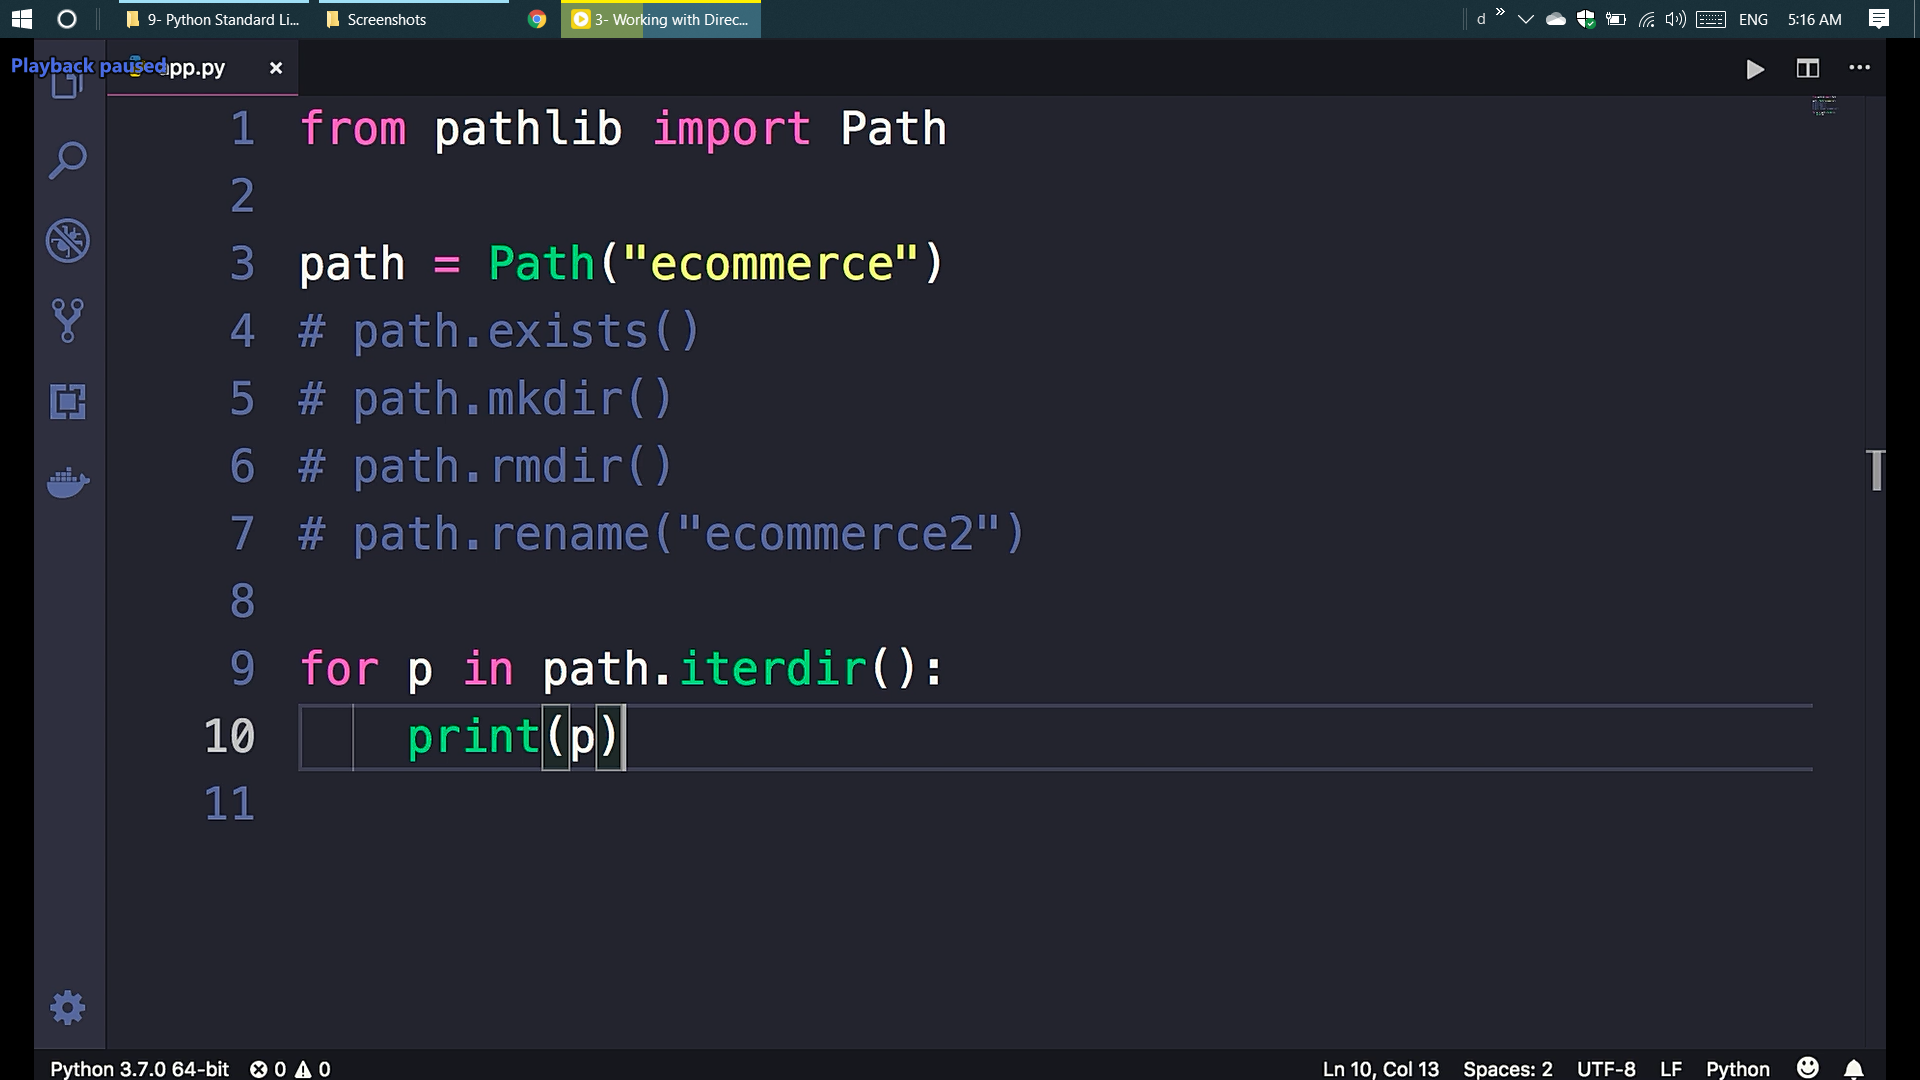 9- Python Standard Li...
Screenshots
3- Working with Direc...
d
ENG
5:16 AM
Playback paused
app.py
1 from pathlib import Path
2
3 path = Path("ecommerce")
4 # path.exists()
5 # path.mkdir()
6 # path.rmdir()
7 # path.rename("ecommerce2")
8
9 for p in path.iterdir():
10 print(p)
11
Python 3.7.0 64-bit 0 0 Ln 10, Col 13 Spaces: 2 UTF-8 LF Python